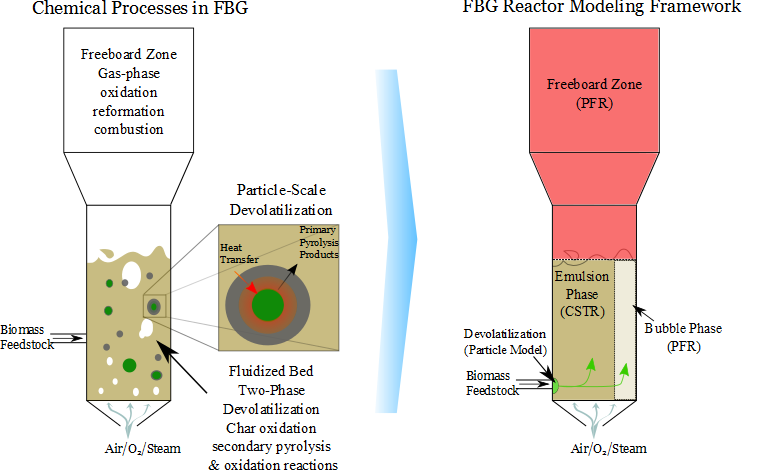 Chemical Processes in FBG
Freeboard Zone
Gas-phase
oxidation
reformation
combustion
Particle-Scale
Devolatilization
Heat
Transfer
Primary
Pyrolysis
Products
Biomass
Feedstock
Fluidized Bed
Two-Phase
Devolatilization
Char oxidation
secondary pyrolysis
& oxidation reactions
Air/O₂/Steam
FBG Reactor Modeling Framework
Freeboard Zone
(PFR)
Emulsion
Phase
(CSTR)
Bubble Phase
(PFR)
Devolatilization
(Particle Model)
Biomass
Feedstock
Air/O₂/Steam